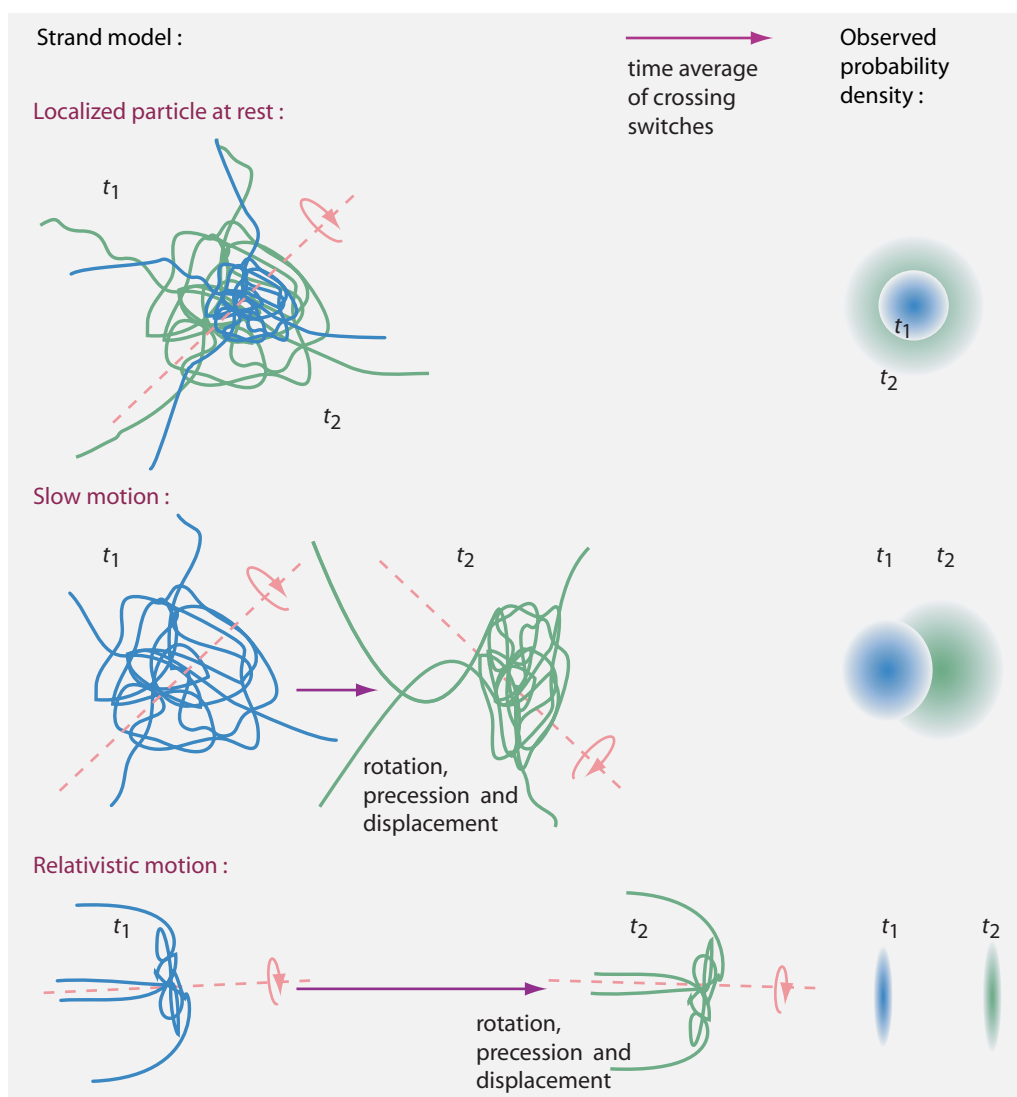 Strand model :
time average
of crossing
switches
Observed
probability
density :
Localized particle at rest :
t1
t2
t1
t2
Slow motion :
t1
t2
rotation,
precession and
displacement
t1
t2
Relativistic motion :
t1
t2
rotation,
precession and
displacement
t1
t2